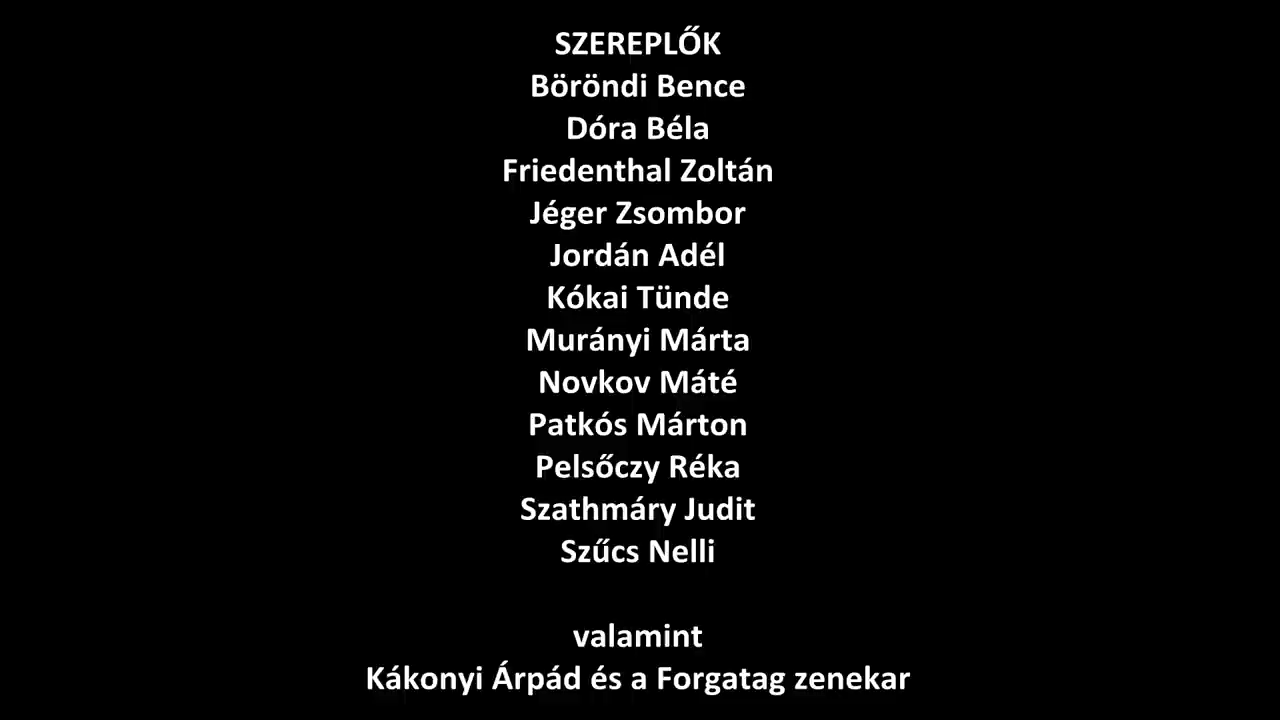 SZEREPLŐK
Böröndi Bence
Dóra Béla
Friedenthal Zoltán
Jéger Zsombor
Jordán Adél
Kókai Tünde
Murányi Márta
Novkov Máté
Patkós Márton
Pelsőczy Réka
Szathmáry Judit
Szűcs Nelli
valamint
Kákonyi Árpád és a Forgatag zenekar